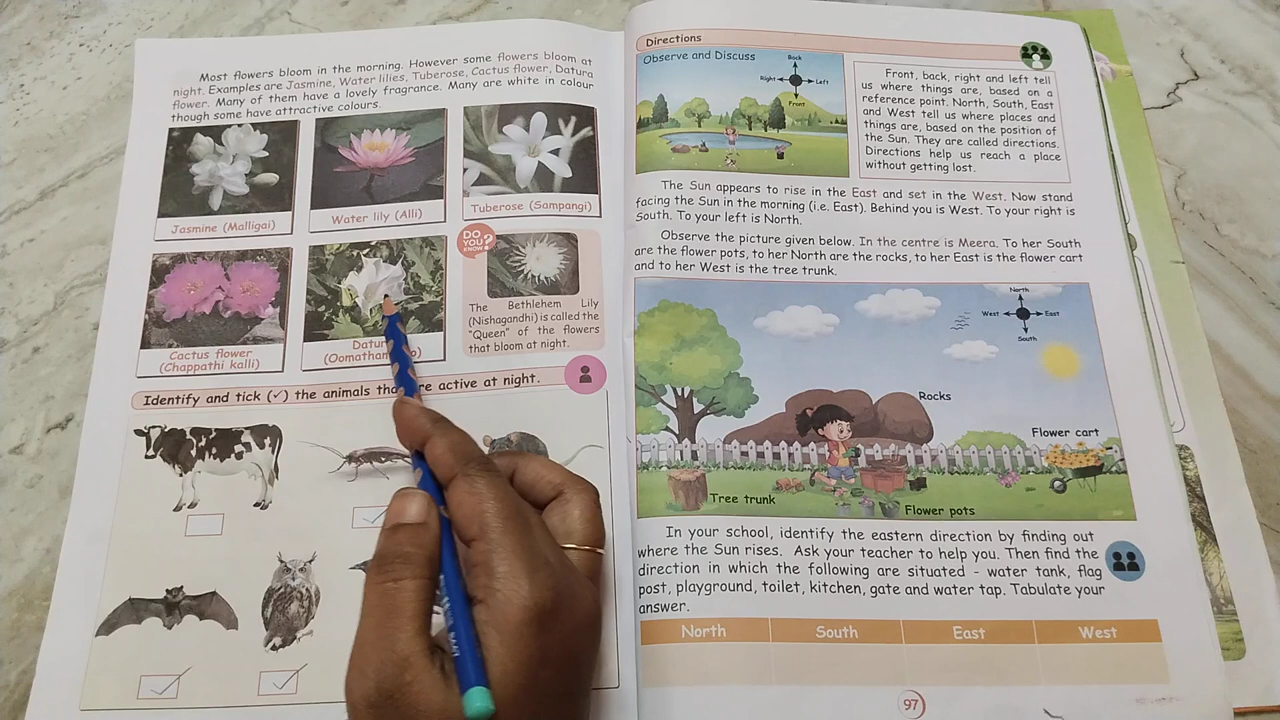 Most flowers bloom in the morning. However some flowers bloom at
night. Examples are Jasmine, Water lilies, Tuberose, Cactus flower, Datura
flower. Many of them have a lovely fragrance. Many are white in colour
though some have attractive colours.
Jasmine (Malligai)
Water lily (Alli)
Tuberose (Sampangi)
Cactus flower
(Chappathi kalli)
DO
YOU
KNOW?
The Bethlehem Lily
(Nishagandhi) is called the
"Queen" of the flowers
that bloom at night.
Identify and tick (✓) the animals that are active at night.
Directions
Observe and Discuss
Back
Right
Left
Front
Front, back, right and left tell
us where things are, based on a
reference point. North, South, East
and West tell us where places and
things are, based on the position of
the Sun. They are called directions.
Directions help us reach a place
without getting lost.
The Sun appears to rise in the East and set in the West. Now stand
facing the Sun in the morning (i.e. East). Behind you is West. To your right is
South. To your left is North.
Observe the picture given below. In the centre is Meera. To her South
are the flower pots, to her North are the rocks, to her East is the flower cart
and to her West is the tree trunk.
North
West
East
South
Rocks
Flower cart
Tree trunk
Flower pots
In your school, identify the eastern direction by finding out
where the Sun rises. Ask your teacher to help you. Then find the
direction in which the following are situated - water tank, flag
post, playground, toilet, kitchen, gate and water tap. Tabulate your
answer.
North South East West
97